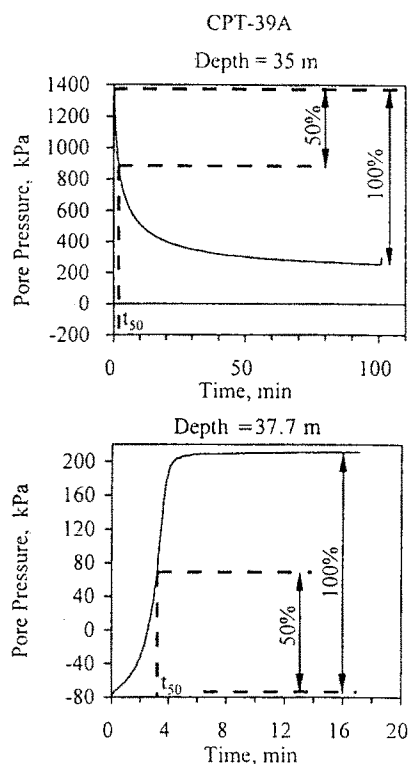 CPT-39A
Depth = 35 m
1400
1200
1000
800
600
400
200
0
-200
Pore Pressure, kPa
50%
100%
t50
0 50 100
Time, min
Depth = 37.7 m
200
160
120
80
40
0
-40
-80
Pore Pressure, kPa
100%
50%
t50
0 4 8 12 16 20
Time, min